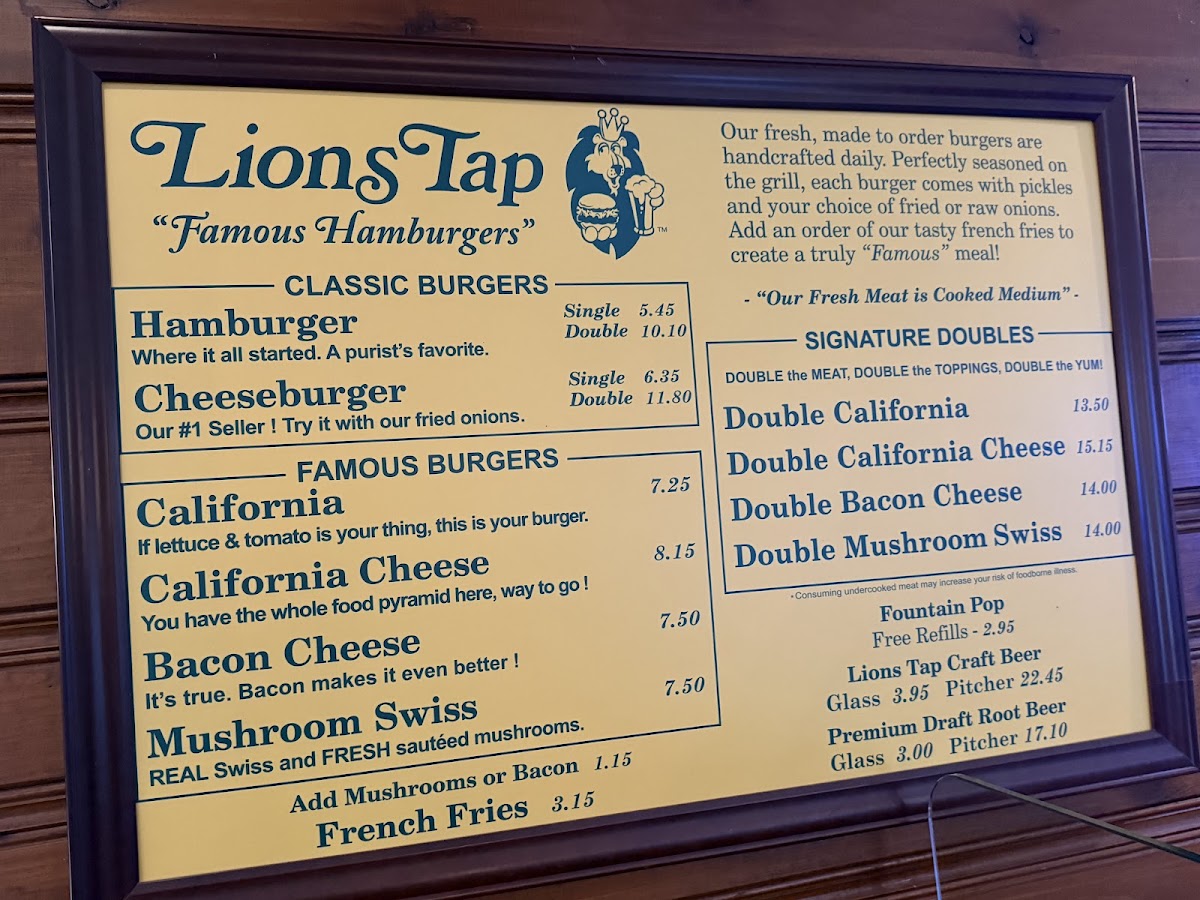 Lions Tap
“Famous Hamburgers”
TM
CLASSIC BURGERS
Hamburger Single 5.45
Double 10.10
Where it all started. A purist's favorite.
Cheeseburger Single 6.35
Double 11.80
Our #1 Seller ! Try it with our fried onions.
FAMOUS BURGERS
California 7.25
If lettuce & tomato is your thing, this is your burger.
California Cheese 8.15
You have the whole food pyramid here, way to go !
Bacon Cheese 7.50
It's true. Bacon makes it even better !
Mushroom Swiss 7.50
REAL Swiss and FRESH sautéed mushrooms.
Add Mushrooms or Bacon 1.15
French Fries 3.15
Our fresh, made to order burgers are
handcrafted daily. Perfectly seasoned on
the grill, each burger comes with pickles
and your choice of fried or raw onions.
Add an order of our tasty french fries to
create a truly “Famous” meal!
- “Our Fresh Meat is Cooked Medium” -
SIGNATURE DOUBLES
DOUBLE the MEAT, DOUBLE the TOPPINGS, DOUBLE the YUM!
Double California 13.50
Double California Cheese 15.15
Double Bacon Cheese 14.00
Double Mushroom Swiss 14.00
*Consuming undercooked meat may increase your risk of foodborne illness.
Fountain Pop
Free Refills - 2.95
Lions Tap Craft Beer
Glass 3.95 Pitcher 22.45
Premium Draft Root Beer
Glass 3.00 Pitcher 17.10